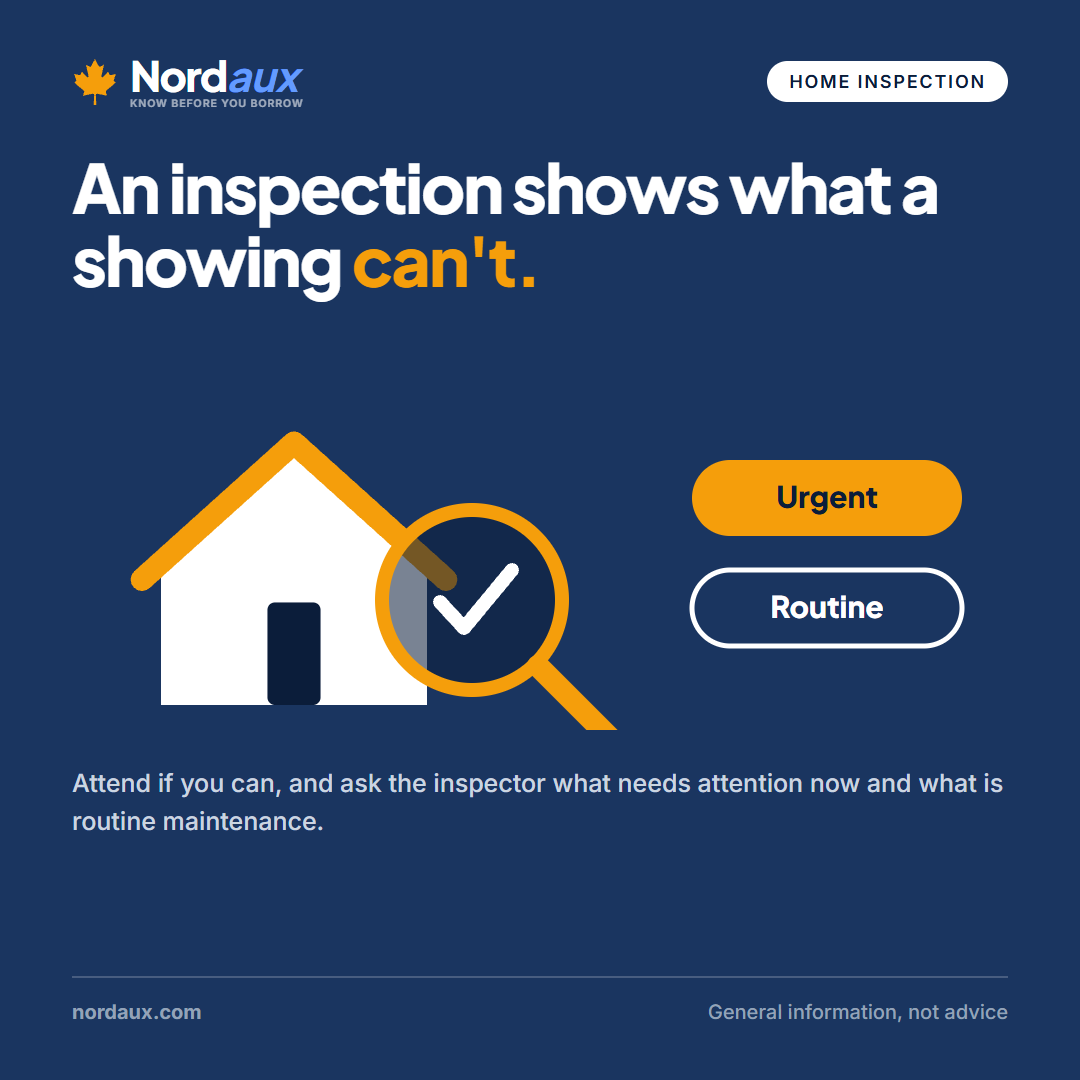 Nordaux
KNOW BEFORE YOU BORROW
HOME INSPECTION
An inspection shows what a
showing can't.
Urgent
Routine
Attend if you can, and ask the inspector what needs attention now and what is
routine maintenance.
nordaux.com
General information, not advice